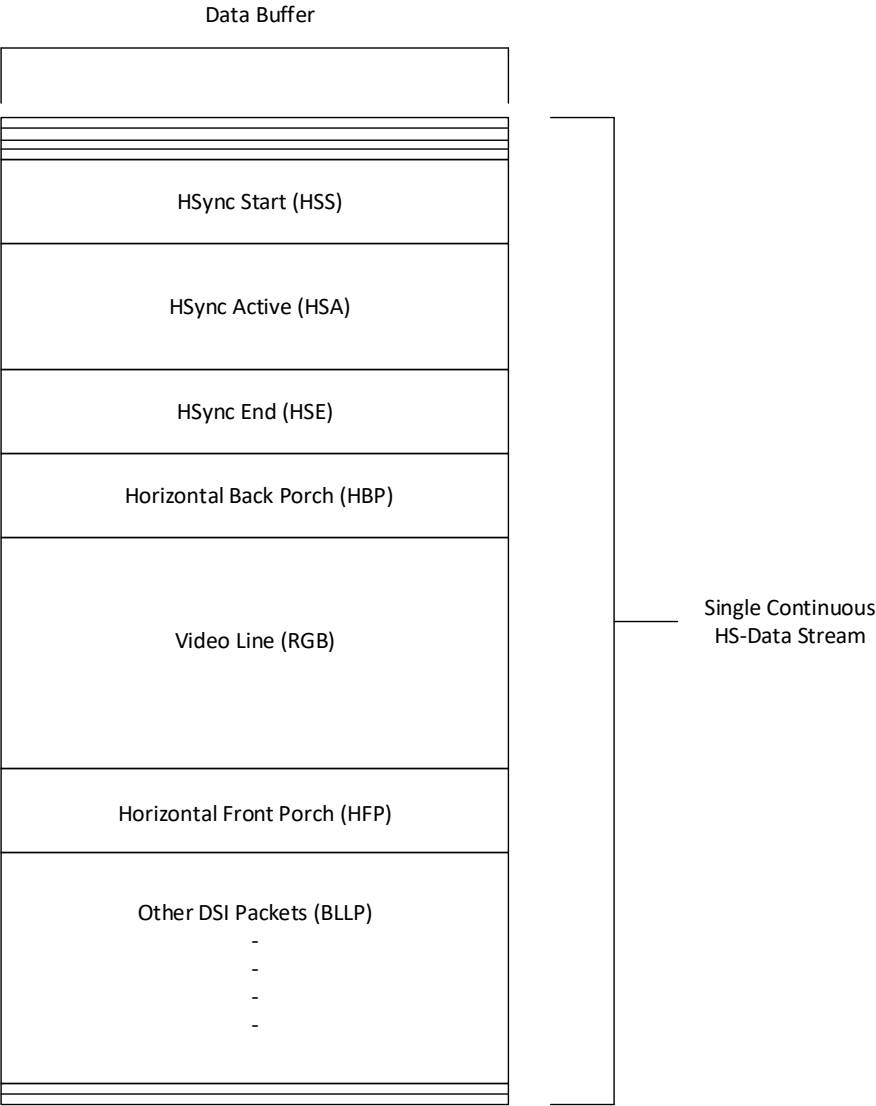 Data Buffer
HSync Start (HSS)
HSync Active (HSA)
HSync End (HSE)
Horizontal Back Porch (HBP)
Video Line (RGB)
Single Continuous
HS-Data Stream
Horizontal Front Porch (HFP)
Other DSI Packets (BLLP)
-
-
-
-